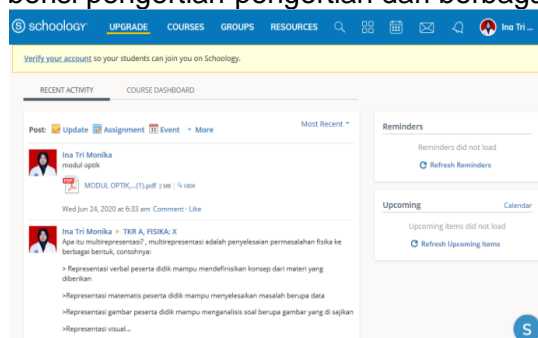 berisi pengertian-pengertian dan berbaga
S schoology UPGRADE COURSES GROUPS RESOURCES Ina Tri ...
Verify your account so your students can join you on Schoology.
RECENT ACTIVITY COURSE DASHBOARD
Post: Update Assignment Event More Most Recent
Ina Tri Monika
modul optik
MODUL OPTIK,...(1).pdf 2 MB VIEW
Wed Jun 24, 2020 at 6:33 am Comment · Like
Ina Tri Monika ▸ TKR A, FISIKA: X
Apa itu multirepresentasi? , multirepresentasi adalah penyelesaian permasalahan fisika ke
berbagai bentuk, contohnya:
> Representasi verbal peserta didik mampu mendefinisikan konsep dari materi yang
diberikan
>Representasi matematis peserta didik mampu menyelesaikan masalah berupa data
>Representasi gambar peserta didik mampu menganalisis soal berupa gambar yang di sajikan
>Representasi visual...
Reminders
Reminders did not load
Refresh Reminders
Upcoming Calendar
Upcoming items did not load
Refresh Upcoming Items
S